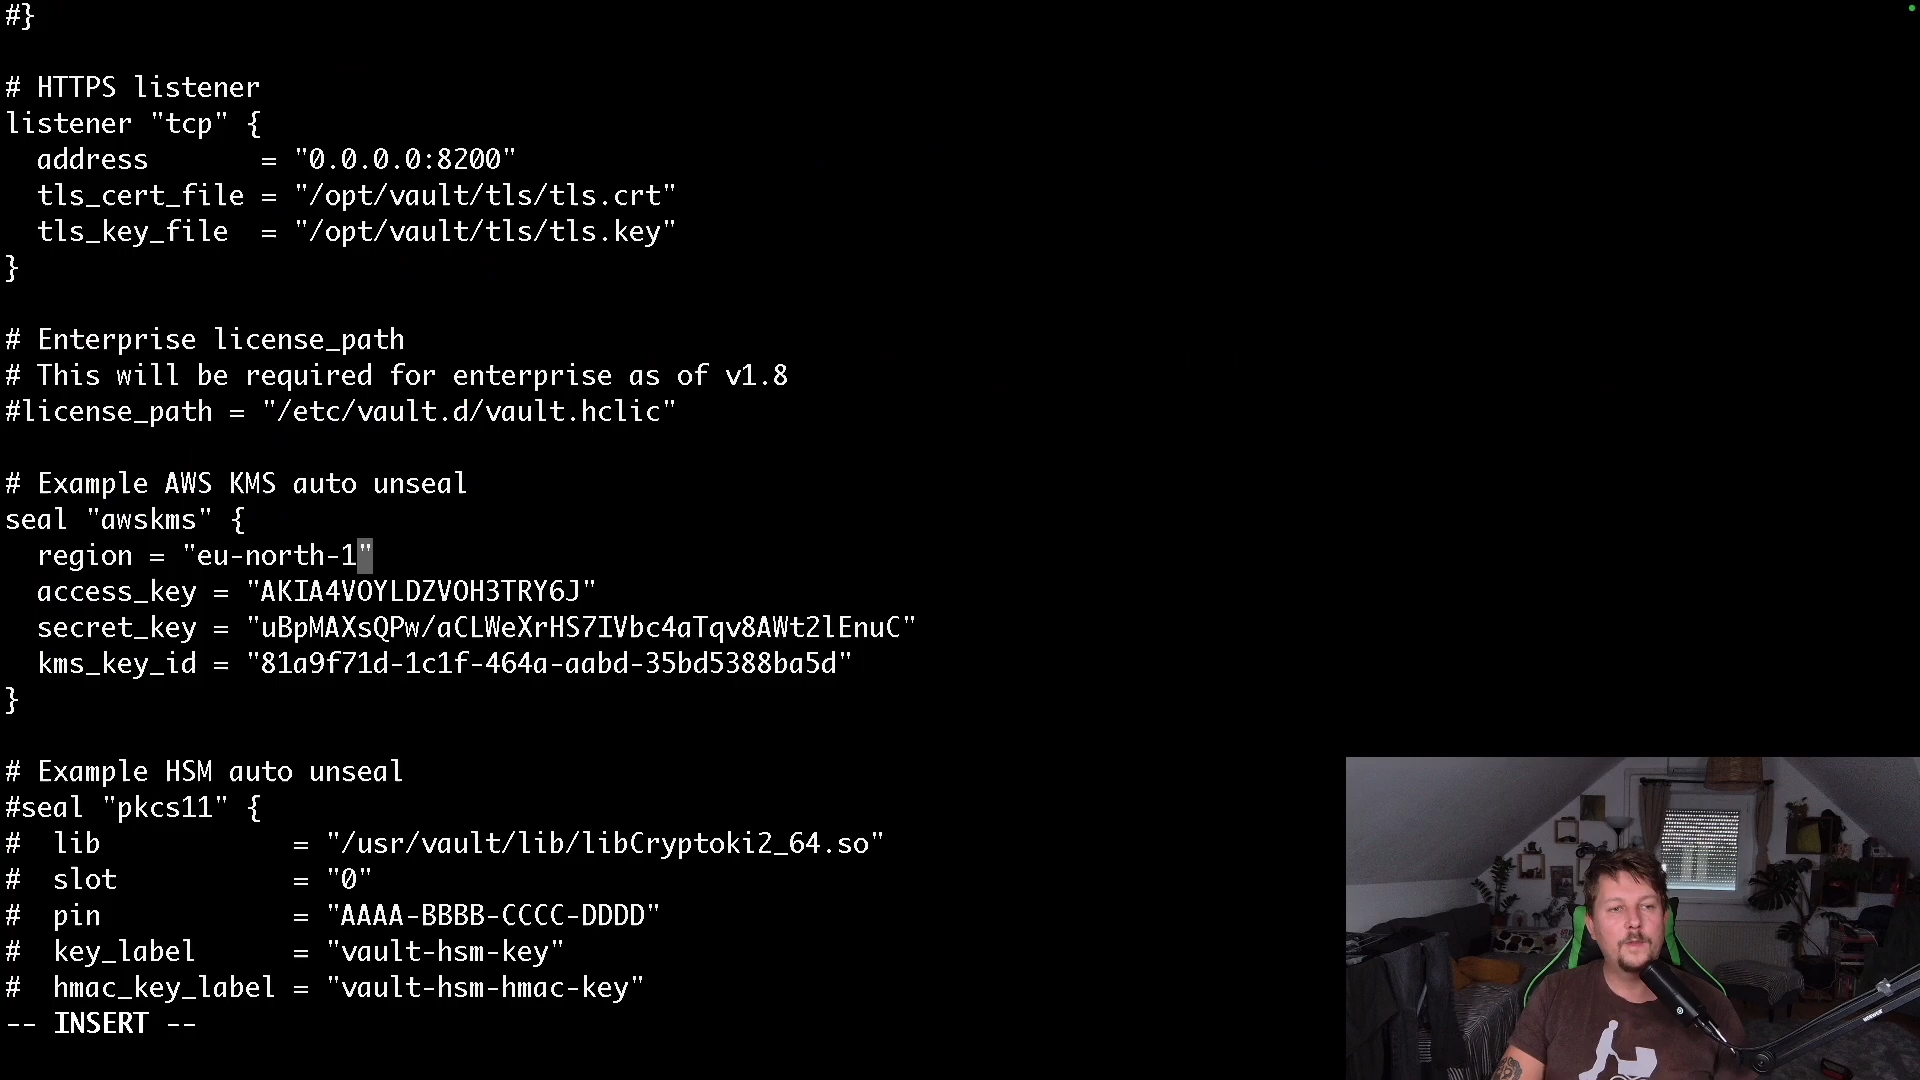 #}
# HTTPS listener
listener "tcp" {
  address       = "0.0.0.0:8200"
  tls_cert_file = "/opt/vault/tls/tls.crt"
  tls_key_file  = "/opt/vault/tls/tls.key"
}
# Enterprise license_path
# This will be required for enterprise as of v1.8
#license_path = "/etc/vault.d/vault.hclic"
# Example AWS KMS auto unseal
seal "awskms" {
  region = "eu-north-1"
  access_key = "AKIA4VOYLDZVOH3TRY6J"
  secret_key = "uBpMAXsQPw/aCLWeXrHS7IVbc4aTqv8AWt2lEnuC"
  kms_key_id = "81a9f71d-1c1f-464a-aabd-35bd5388ba5d"
}
# Example HSM auto unseal
#seal "pkcs11" {
#  lib            = "/usr/vault/lib/libCryptoki2_64.so"
#  slot           = "0"
#  pin            = "AAAA-BBBB-CCCC-DDDD"
#  key_label      = "vault-hsm-key"
#  hmac_key_label = "vault-hsm-hmac-key"
-- INSERT --